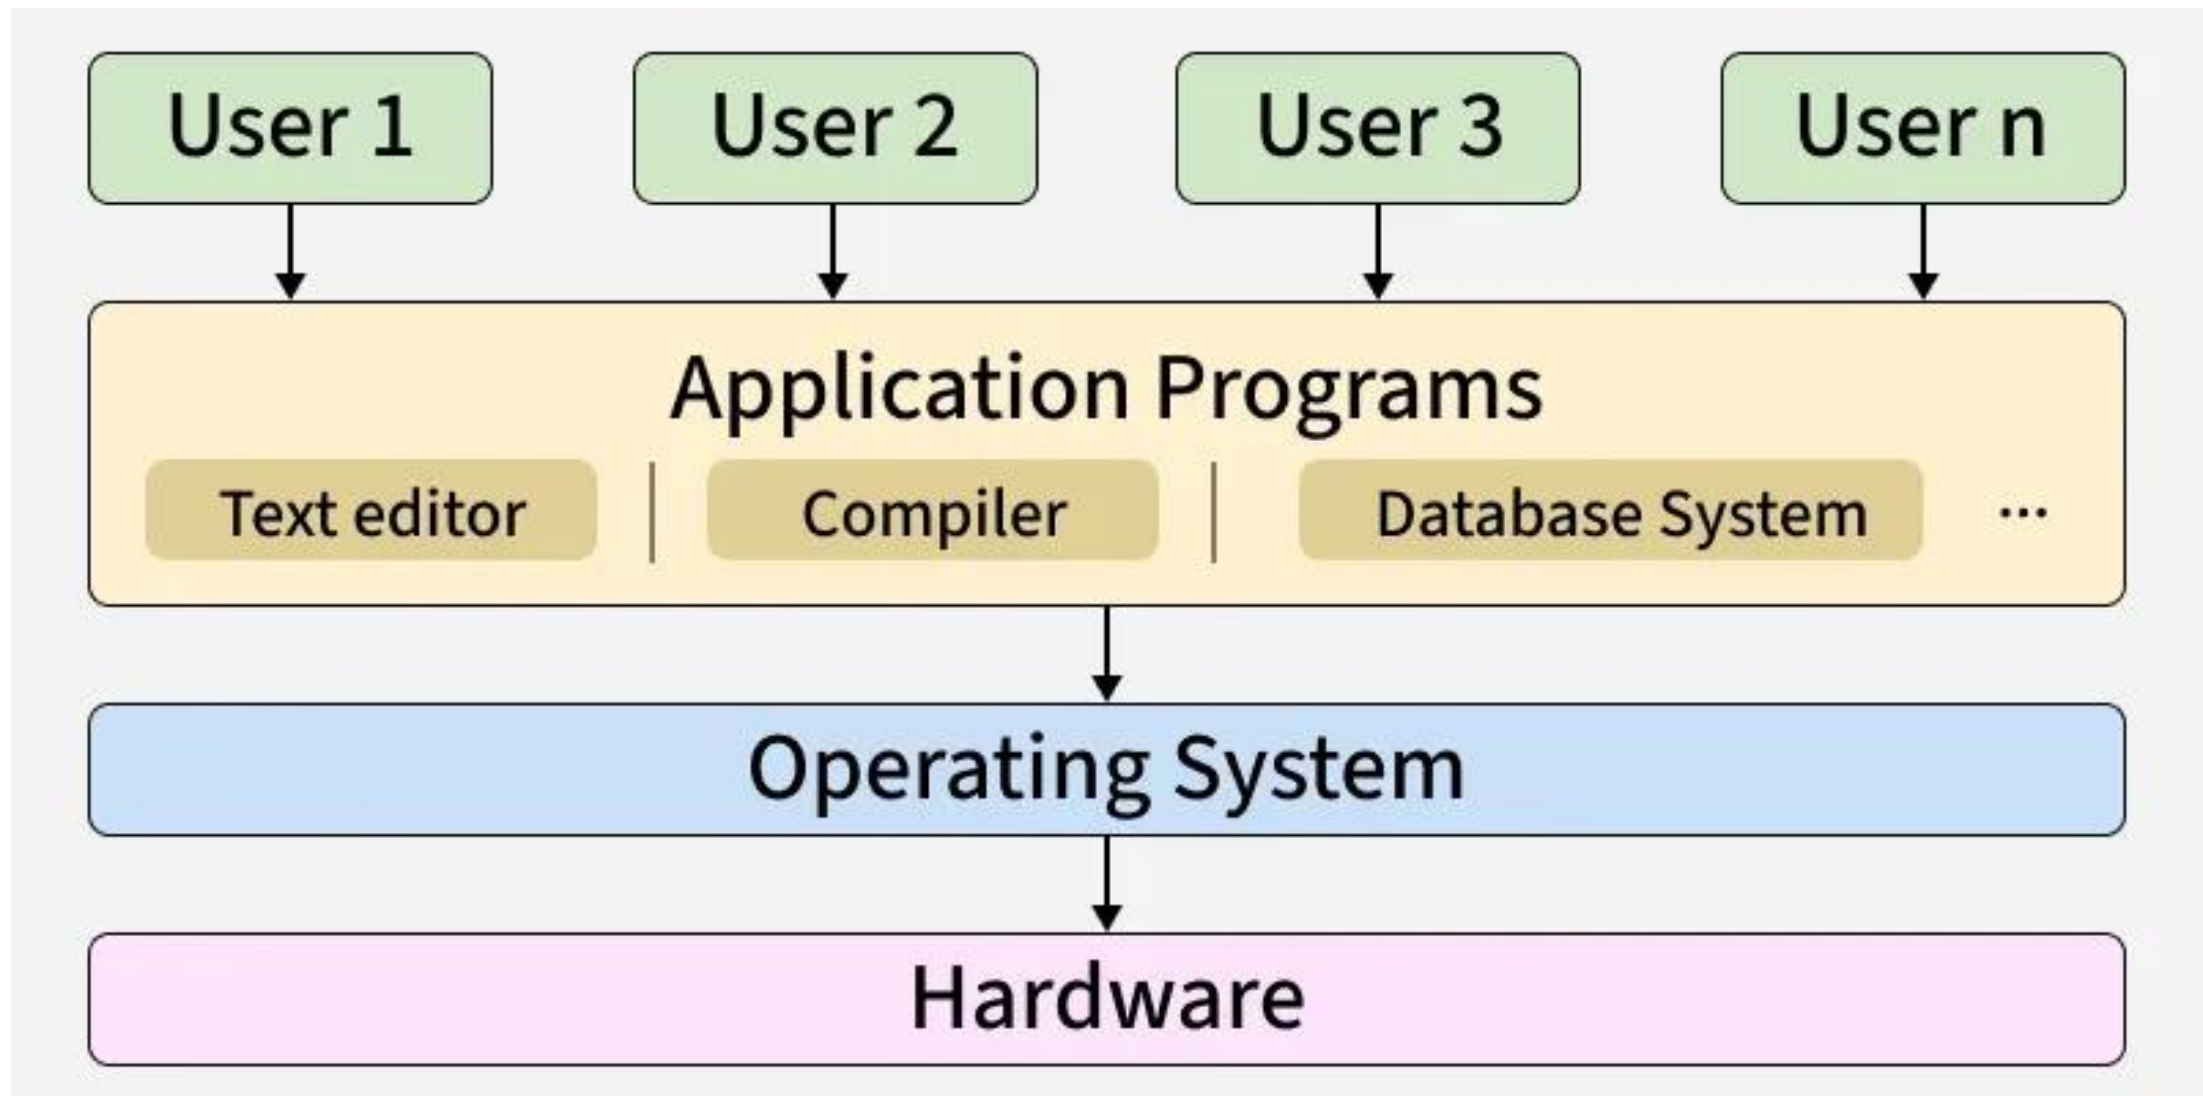 User 1 User 2 User 3 User n
Application Programs
Text editor Compiler Database System ...
Operating System
Hardware